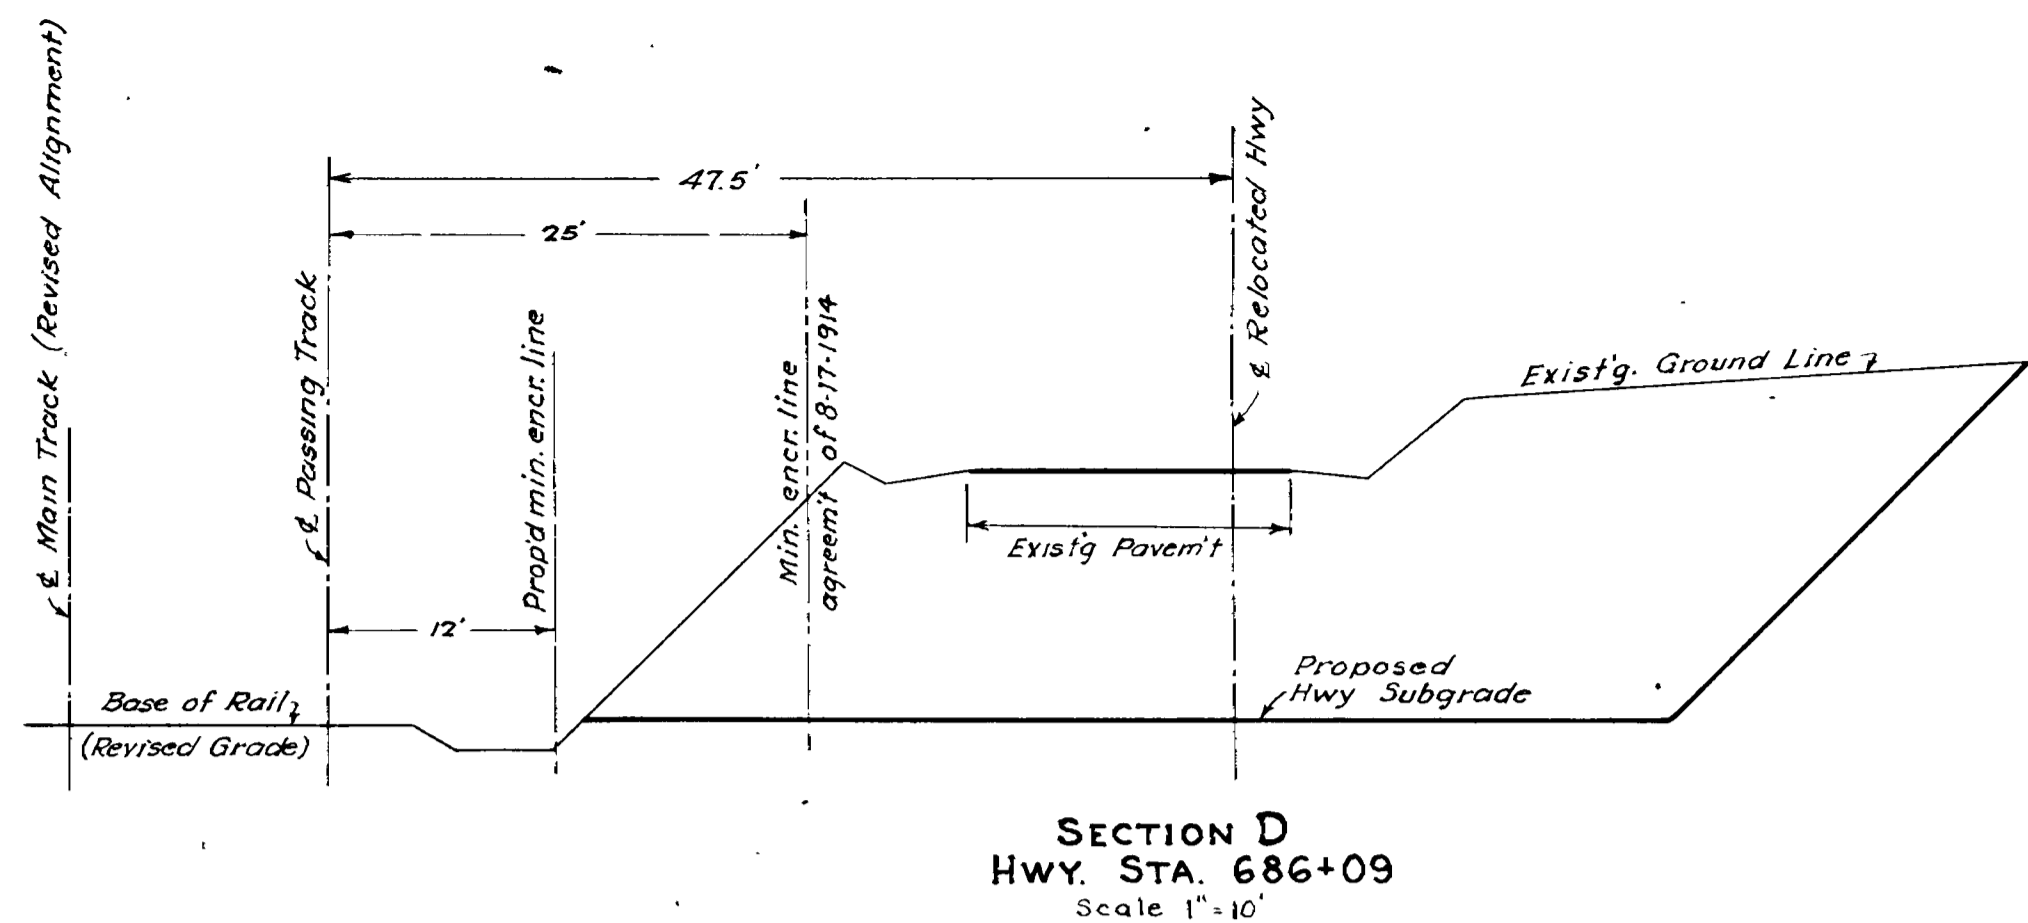 ℄ Main Track (Revised Alignment)
℄ Passing Track
Prop'd min. encr. line
Min. encr. line
agreem't of 8-17-1914
℄ Relocated Hwy
47.5'
25'
12'
Exist'g. Ground Line
Exist'g Pavem't
Proposed
Hwy Subgrade
Base of Rail
(Revised Grade)
SECTION D
HWY. STA. 686+09
Scale 1"=10'